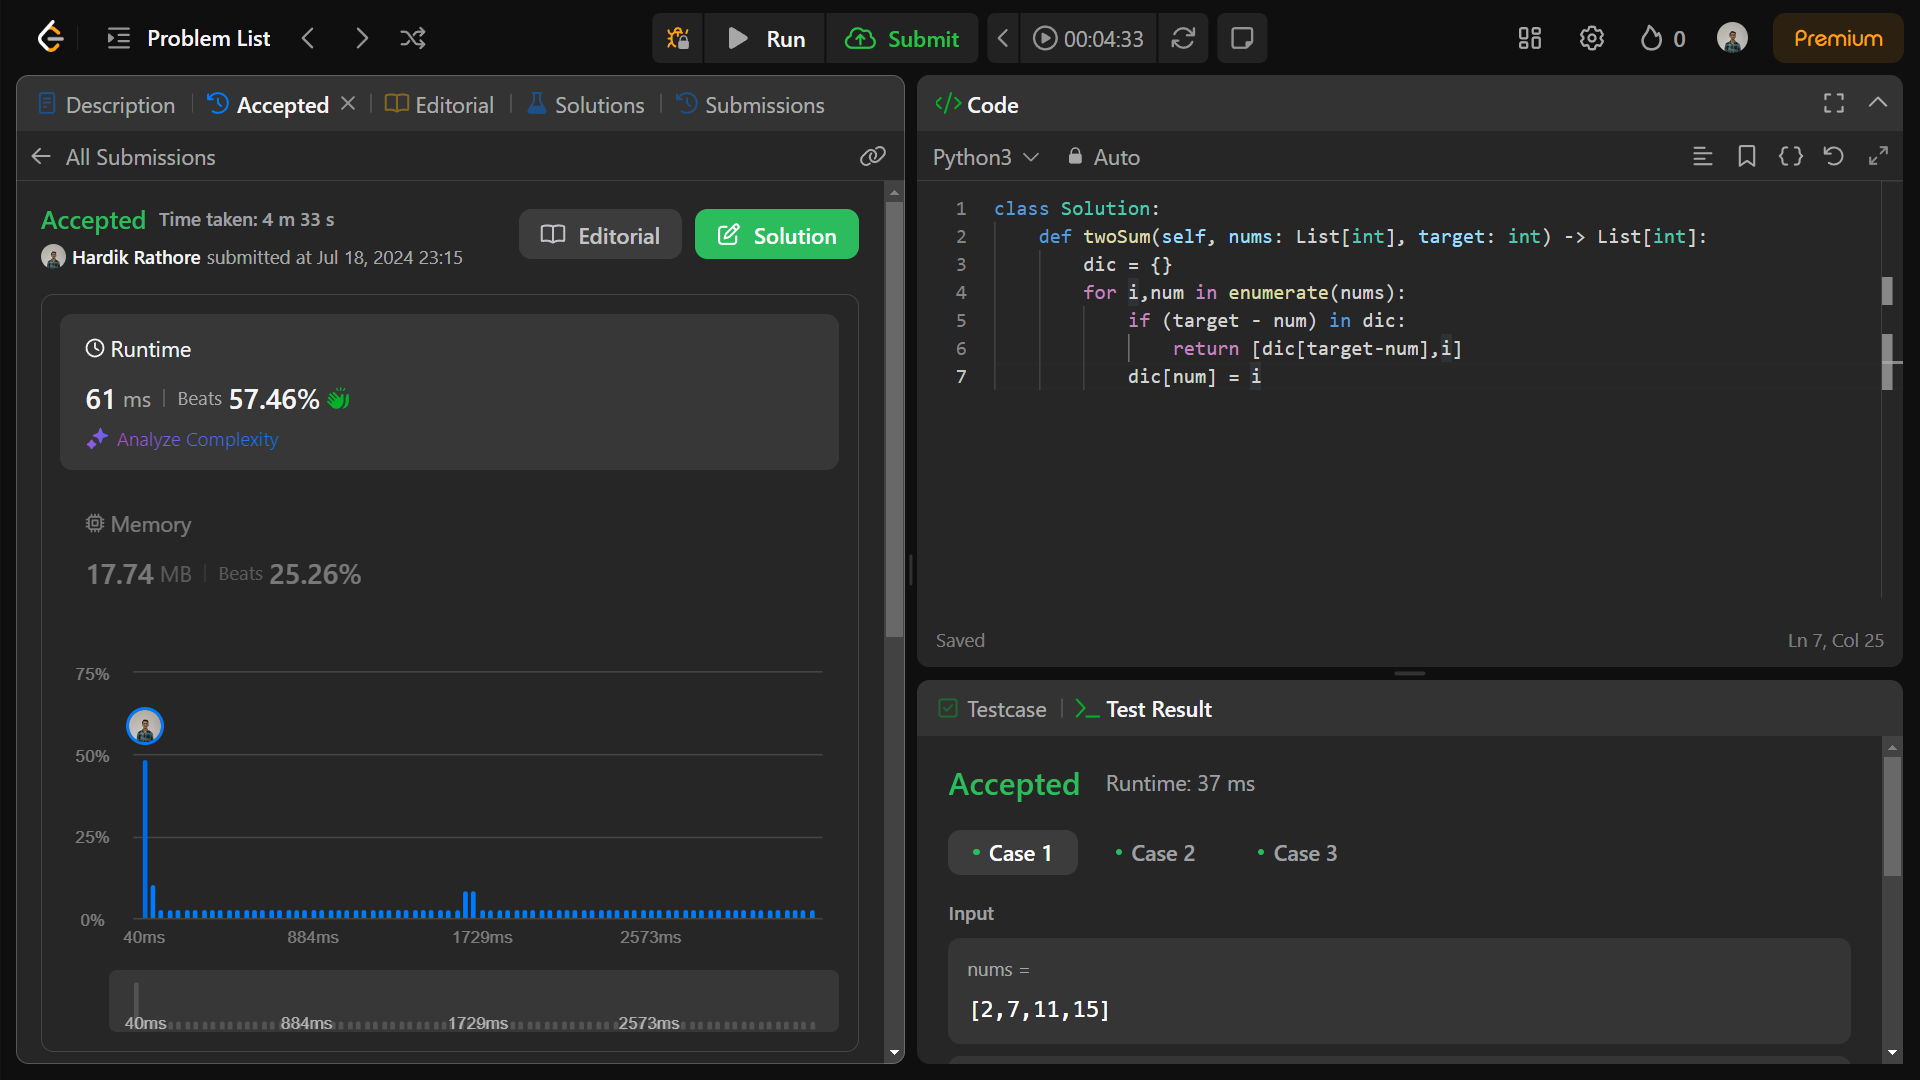 Problem List
Run
Submit
00:04:33
0
Premium
Description
Accepted
Editorial
Solutions
Submissions
All Submissions
Accepted Time taken: 4 m 33 s
Hardik Rathore submitted at Jul 18, 2024 23:15
Editorial
Solution
Runtime
61 ms Beats 57.46%
Analyze Complexity
Memory
17.74 MB Beats 25.26%
75%
50%
25%
0%
40ms 884ms 1729ms 2573ms
40ms 884ms 1729ms 2573ms
</> Code
Python3 Auto
1 class Solution:
2 def twoSum(self, nums: List[int], target: int) -> List[int]:
3 dic = {}
4 for i,num in enumerate(nums):
5 if (target - num) in dic:
6 return [dic[target-num],i]
7 dic[num] = i
Saved
Ln 7, Col 25
Testcase
Test Result
Accepted Runtime: 37 ms
Case 1
Case 2
Case 3
Input
nums =
[2,7,11,15]